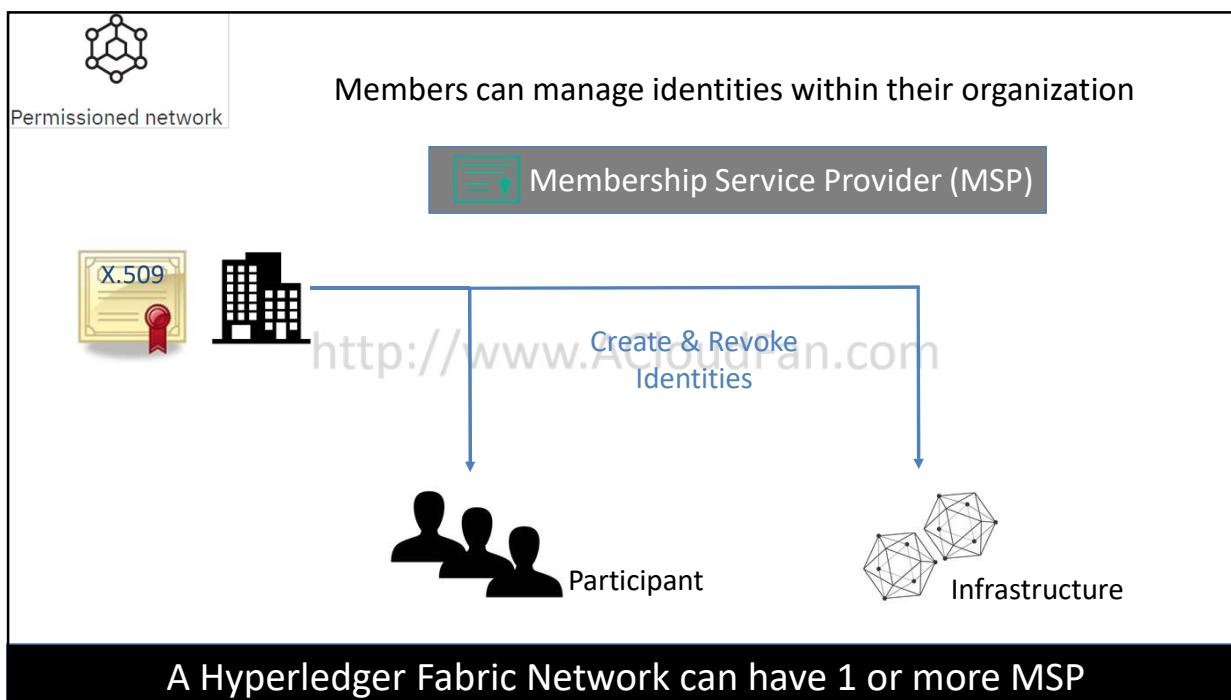 Permissioned network
Members can manage identities within their organization
Membership Service Provider (MSP)
X.509
http://www.ACloudFan.com
Create & Revoke
Identities
Participant
Infrastructure
A Hyperledger Fabric Network can have 1 or more MSP